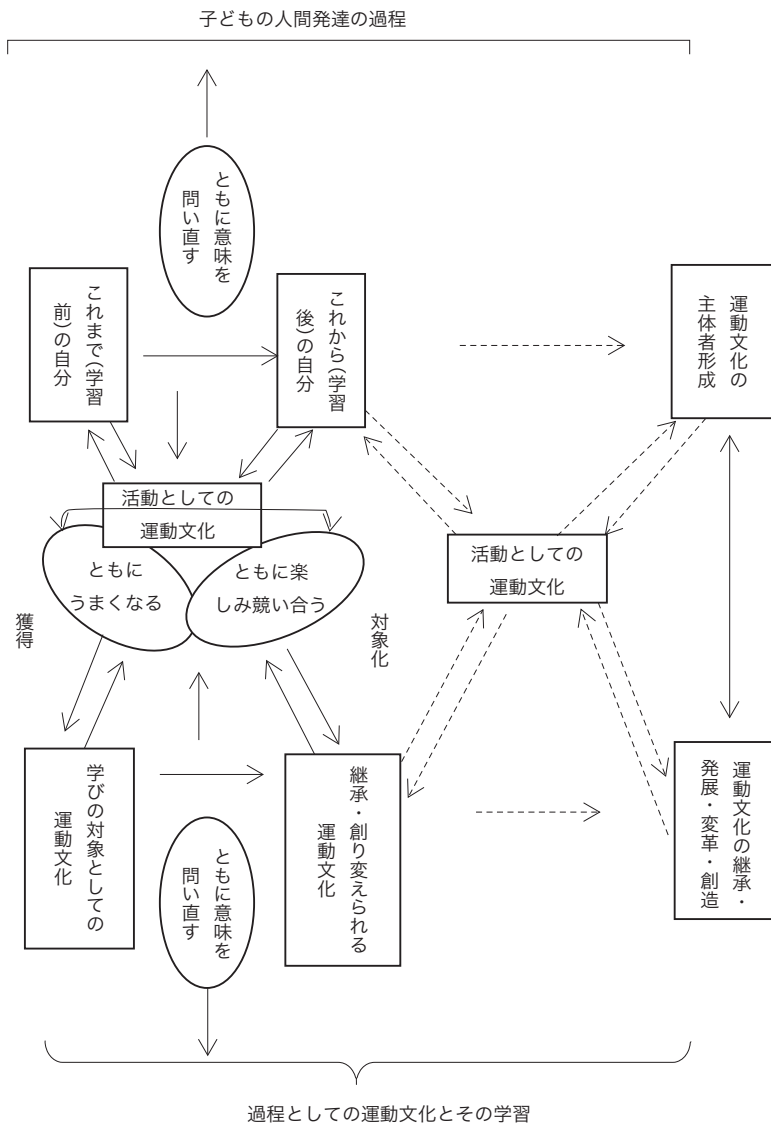 子どもの人間発達の過程
ともに意味を
問い直す
これまで(学習
前)の自分
これから(学習
後)の自分
運動文化の
主体者形成
活動としての
運動文化
ともに
うまくなる
ともに楽
しみ競い合う
獲得
対象化
活動としての
運動文化
学びの対象としての
運動文化
ともに意味を
問い直す
継承・創り変えられる
運動文化
運動文化の継承・
発展・変革・創造
過程としての運動文化とその学習